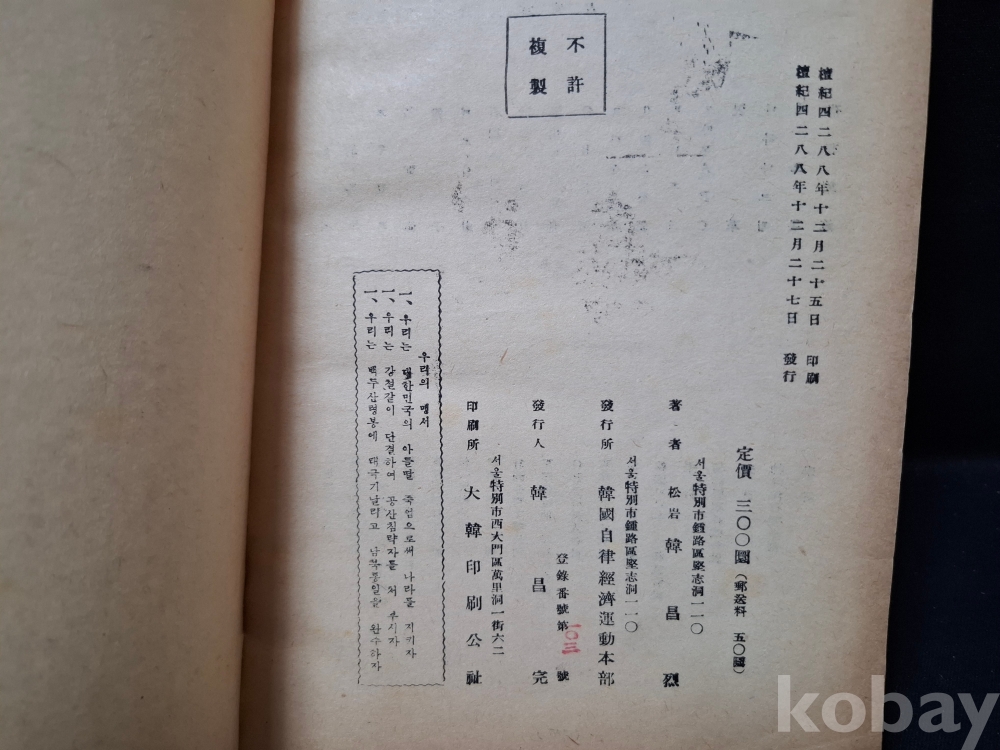 不許
複製
檀紀四二八八年十二月二十五日 印刷
檀紀四二八八年十二月二十七日 發行
定價 三〇〇圜 (郵送料 五〇圜)
서울特別市鍾路區堅志洞一一〇
著者 松岩 韓昌烈
서울特別市鍾路區堅志洞一一〇
發行所 韓國自律經濟運動本部
登錄番號第一〇三號
發行人 韓昌完
서울特別市西大門區萬里洞一街六二
印刷所 大韓印刷公社
우리의 맹서
一、우리는 대한민국의 아들딸 죽엄으로써 나라를 지키자
一、우리는 강철같이 단결하여 공산침략자를 쳐 부시자
一、우리는 백두산령봉에 태극기날리고 남북통일을 완수하자
kobay